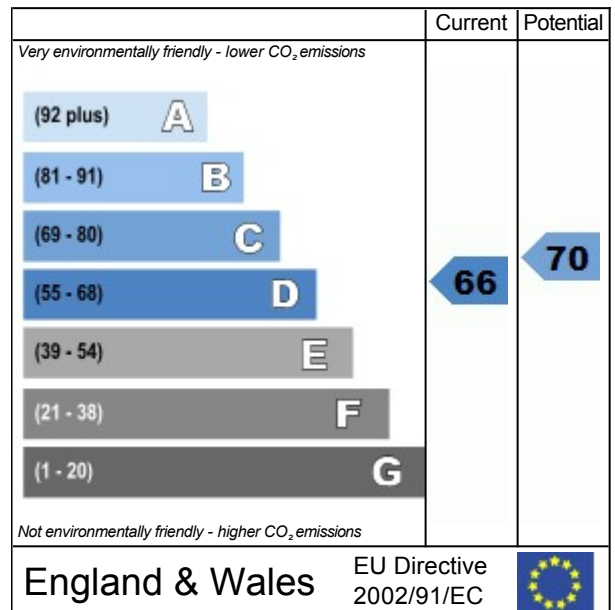 Current Potential
Very environmentally friendly - lower CO₂ emissions
(92 plus) A
(81 - 91) B
(69 - 80) C
(55 - 68) D
(39 - 54) E
(21 - 38) F
(1 - 20) G
66
70
Not environmentally friendly - higher CO₂ emissions
England & Wales
EU Directive
2002/91/EC